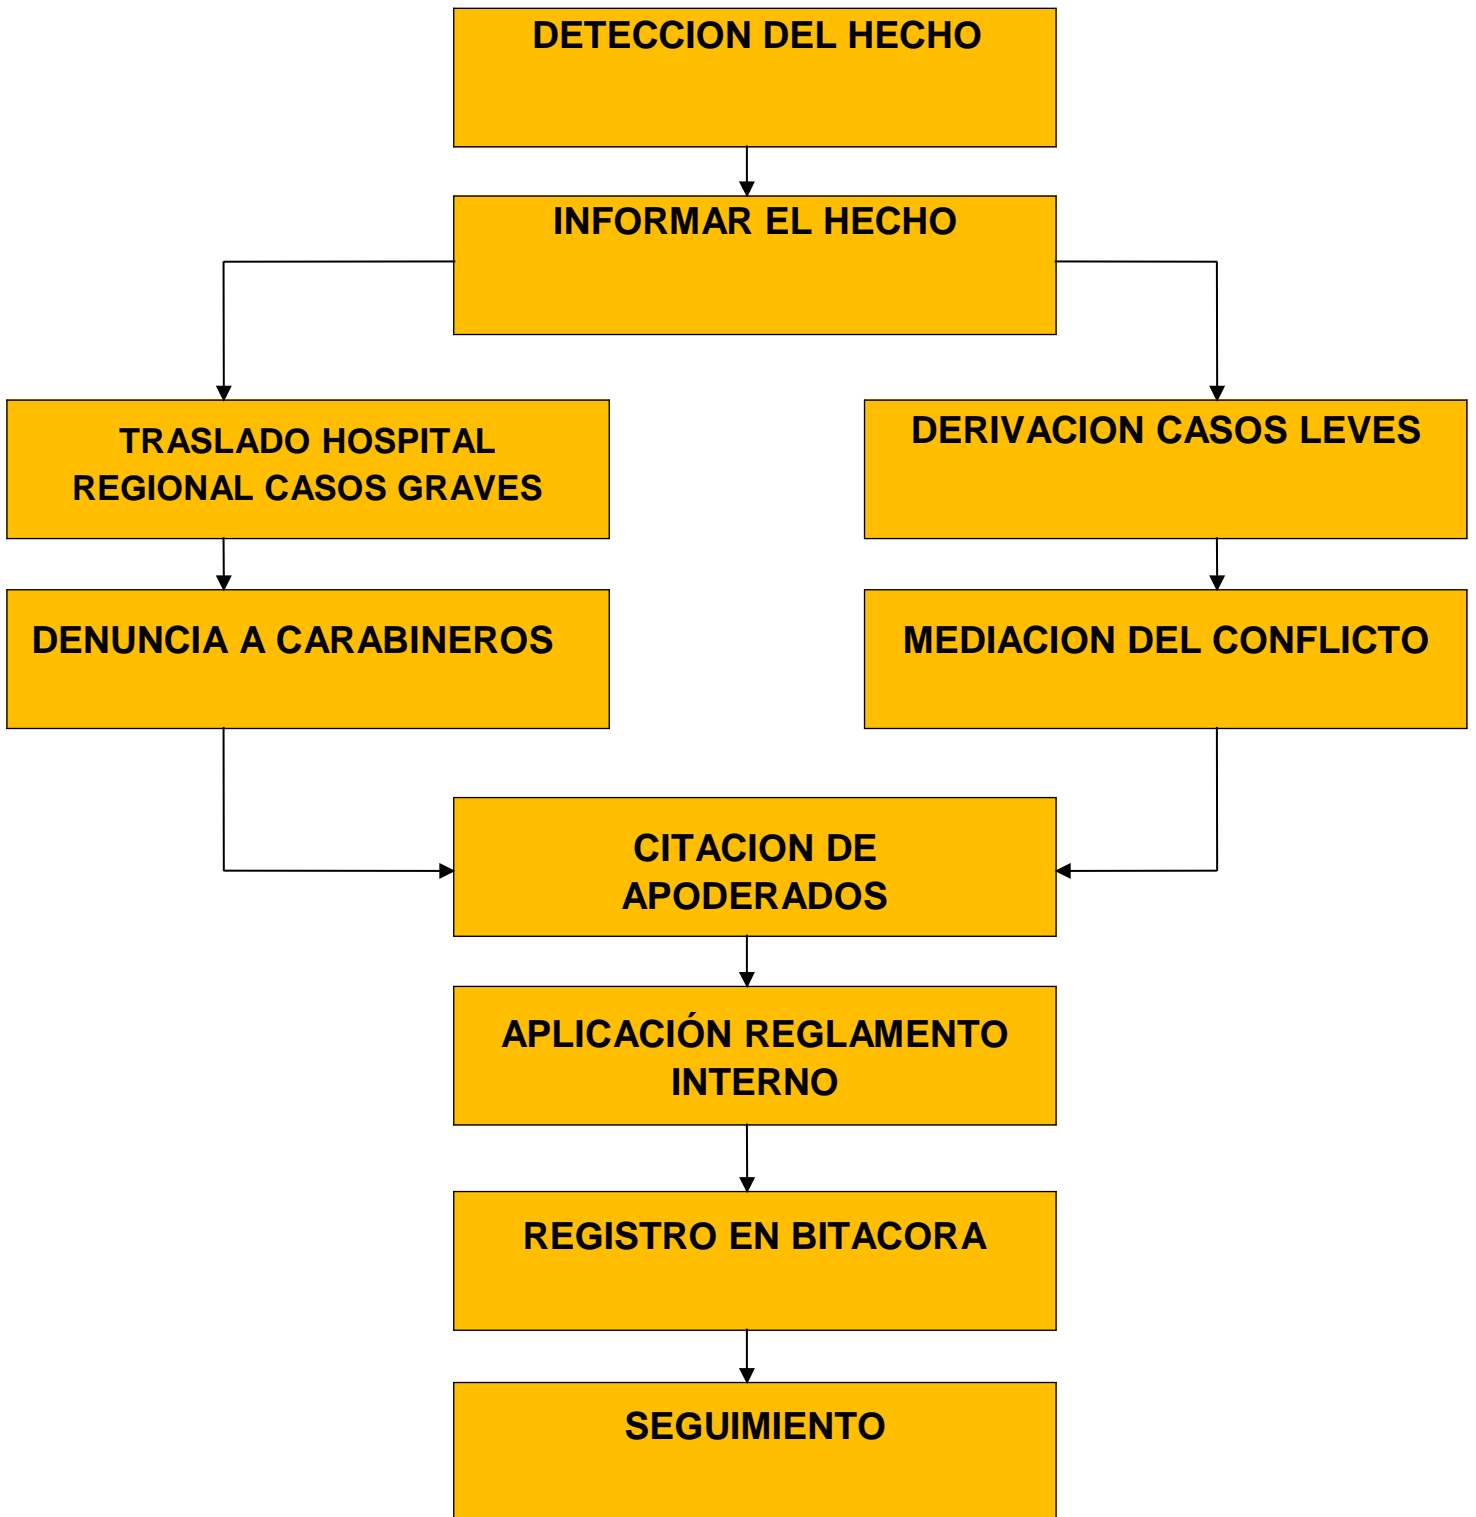 DETECCION DEL HECHO
INFORMAR EL HECHO
TRASLADO HOSPITAL
REGIONAL CASOS GRAVES
DERIVACION CASOS LEVES
DENUNCIA A CARABINEROS
MEDIACION DEL CONFLICTO
CITACION DE
APODERADOS
APLICACIÓN REGLAMENTO
INTERNO
REGISTRO EN BITACORA
SEGUIMIENTO